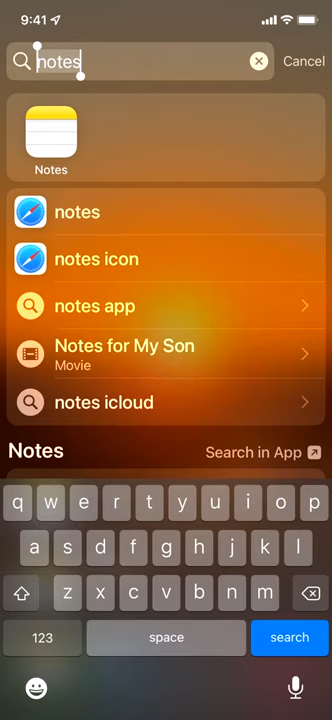 9:41
notes
Cancel
Notes
notes
notes icon
notes app
Notes for My Son
Movie
notes icloud
Notes
Search in App
q w e r t y u i o p
a s d f g h j k l
z x c v b n m
123 space search